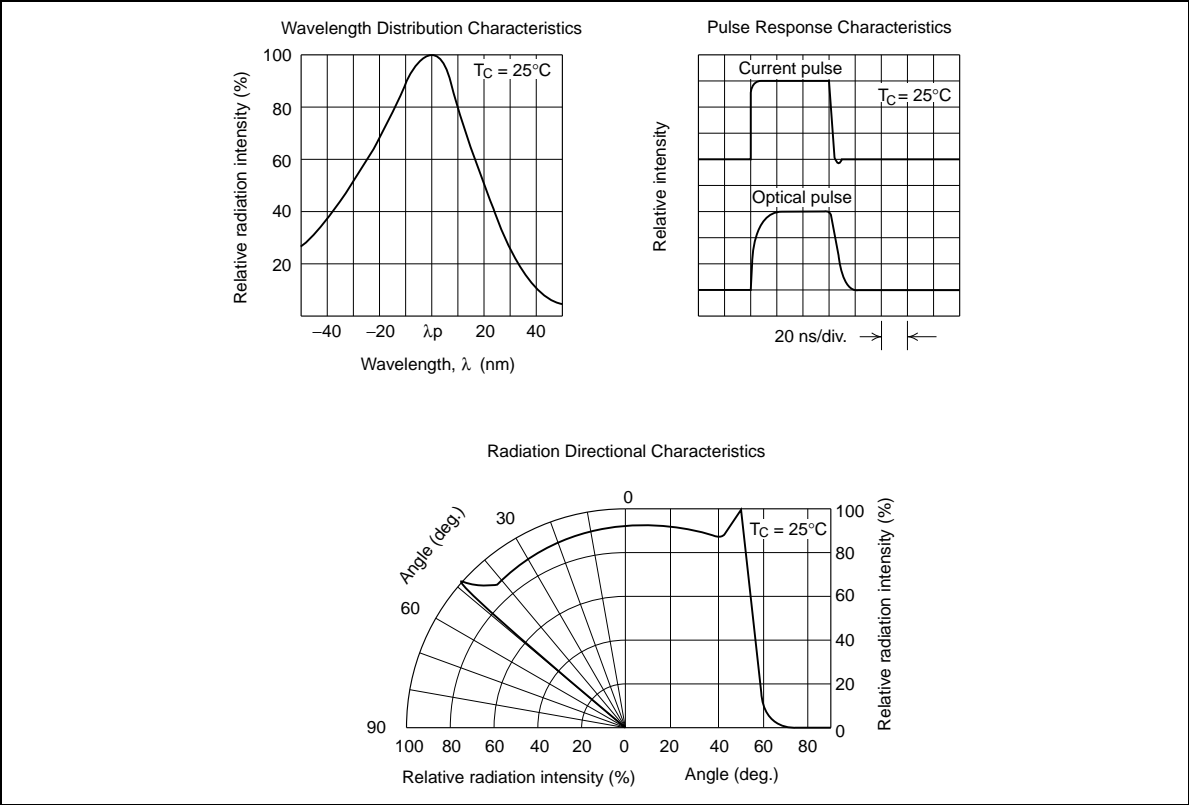 Wavelength Distribution Characteristics
100
80
60
40
20
Relative radiation intensity (%)
TC = 25°C
−40 −20 λp 20 40
Wavelength, λ (nm)
Pulse Response Characteristics
Relative intensity
Current pulse
TC = 25°C
Optical pulse
20 ns/div.
Radiation Directional Characteristics
0
30
Angle (deg.)
60
90
TC = 25°C
100
80
60
40
20
0
Relative radiation intensity (%)
100 80 60 40 20 0 20 40 60 80
Relative radiation intensity (%)
Angle (deg.)